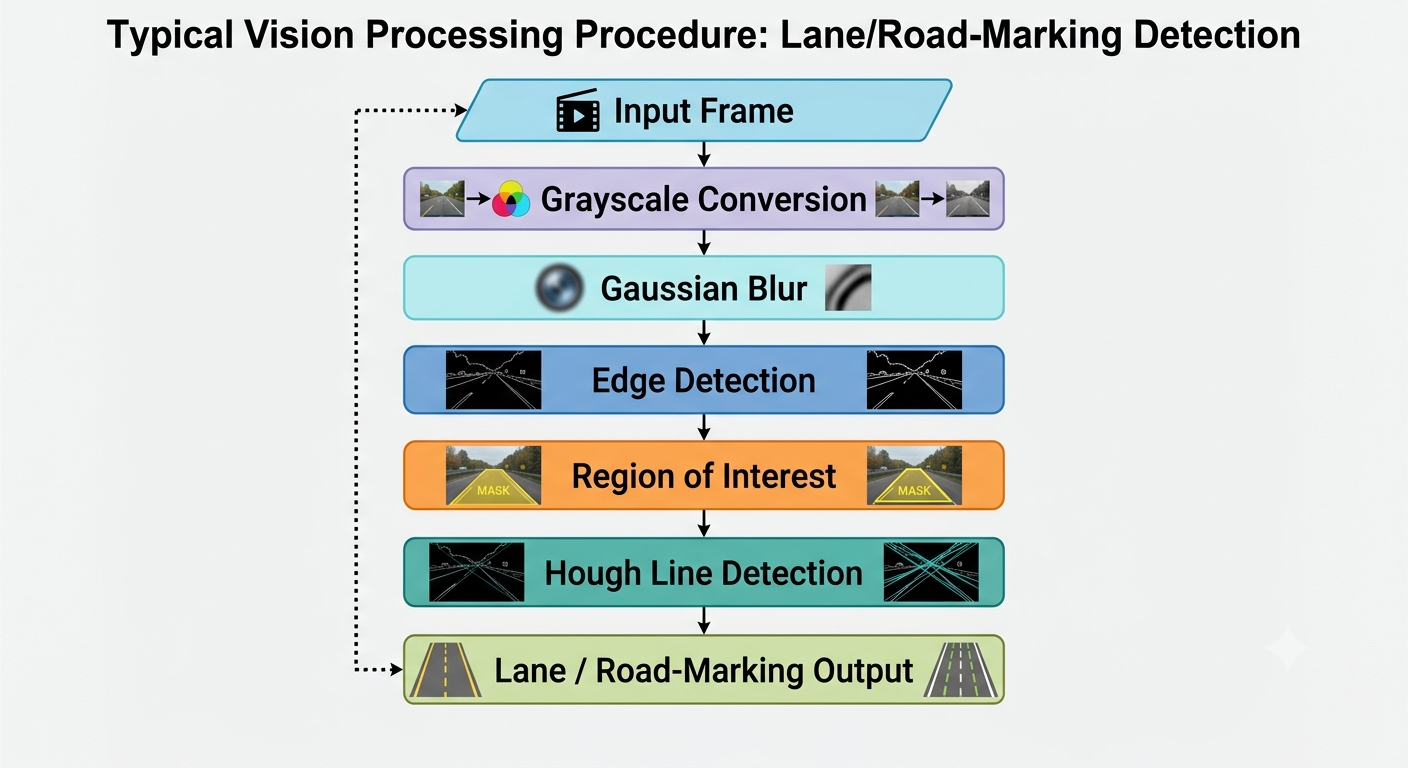 Typical Vision Processing Procedure: Lane/Road-Marking Detection
Input Frame
Grayscale Conversion
Gaussian Blur
Edge Detection
MASK
Region of Interest
MASK
Hough Line Detection
Lane / Road-Marking Output